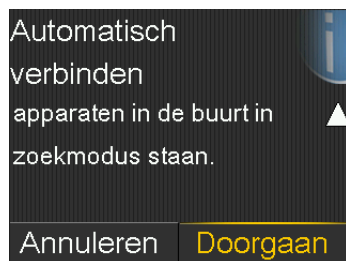 Automatisch
verbinden
apparaten in de buurt in
zoekmodus staan.
Annuleren Doorgaan